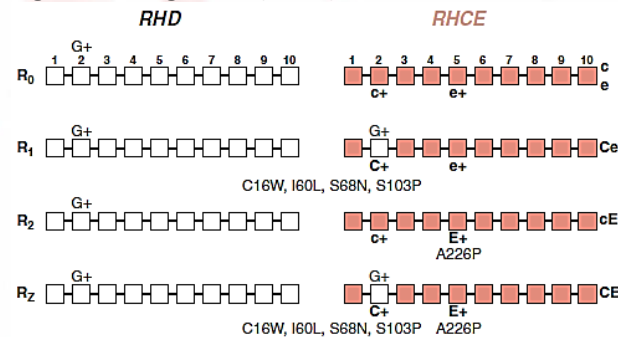 RHD RHCE
G+
1 2 3 4 5 6 7 8 9 10 1 2 3 4 5 6 7 8 9 10 c
R0 e
c+ e+
G+ G+
R1 Ce
C+ e+
C16W, I60L, S68N, S103P
G+
R2 cE
c+ E+
A226P
G+ G+
RZ CE
C+ E+
C16W, I60L, S68N, S103P A226P